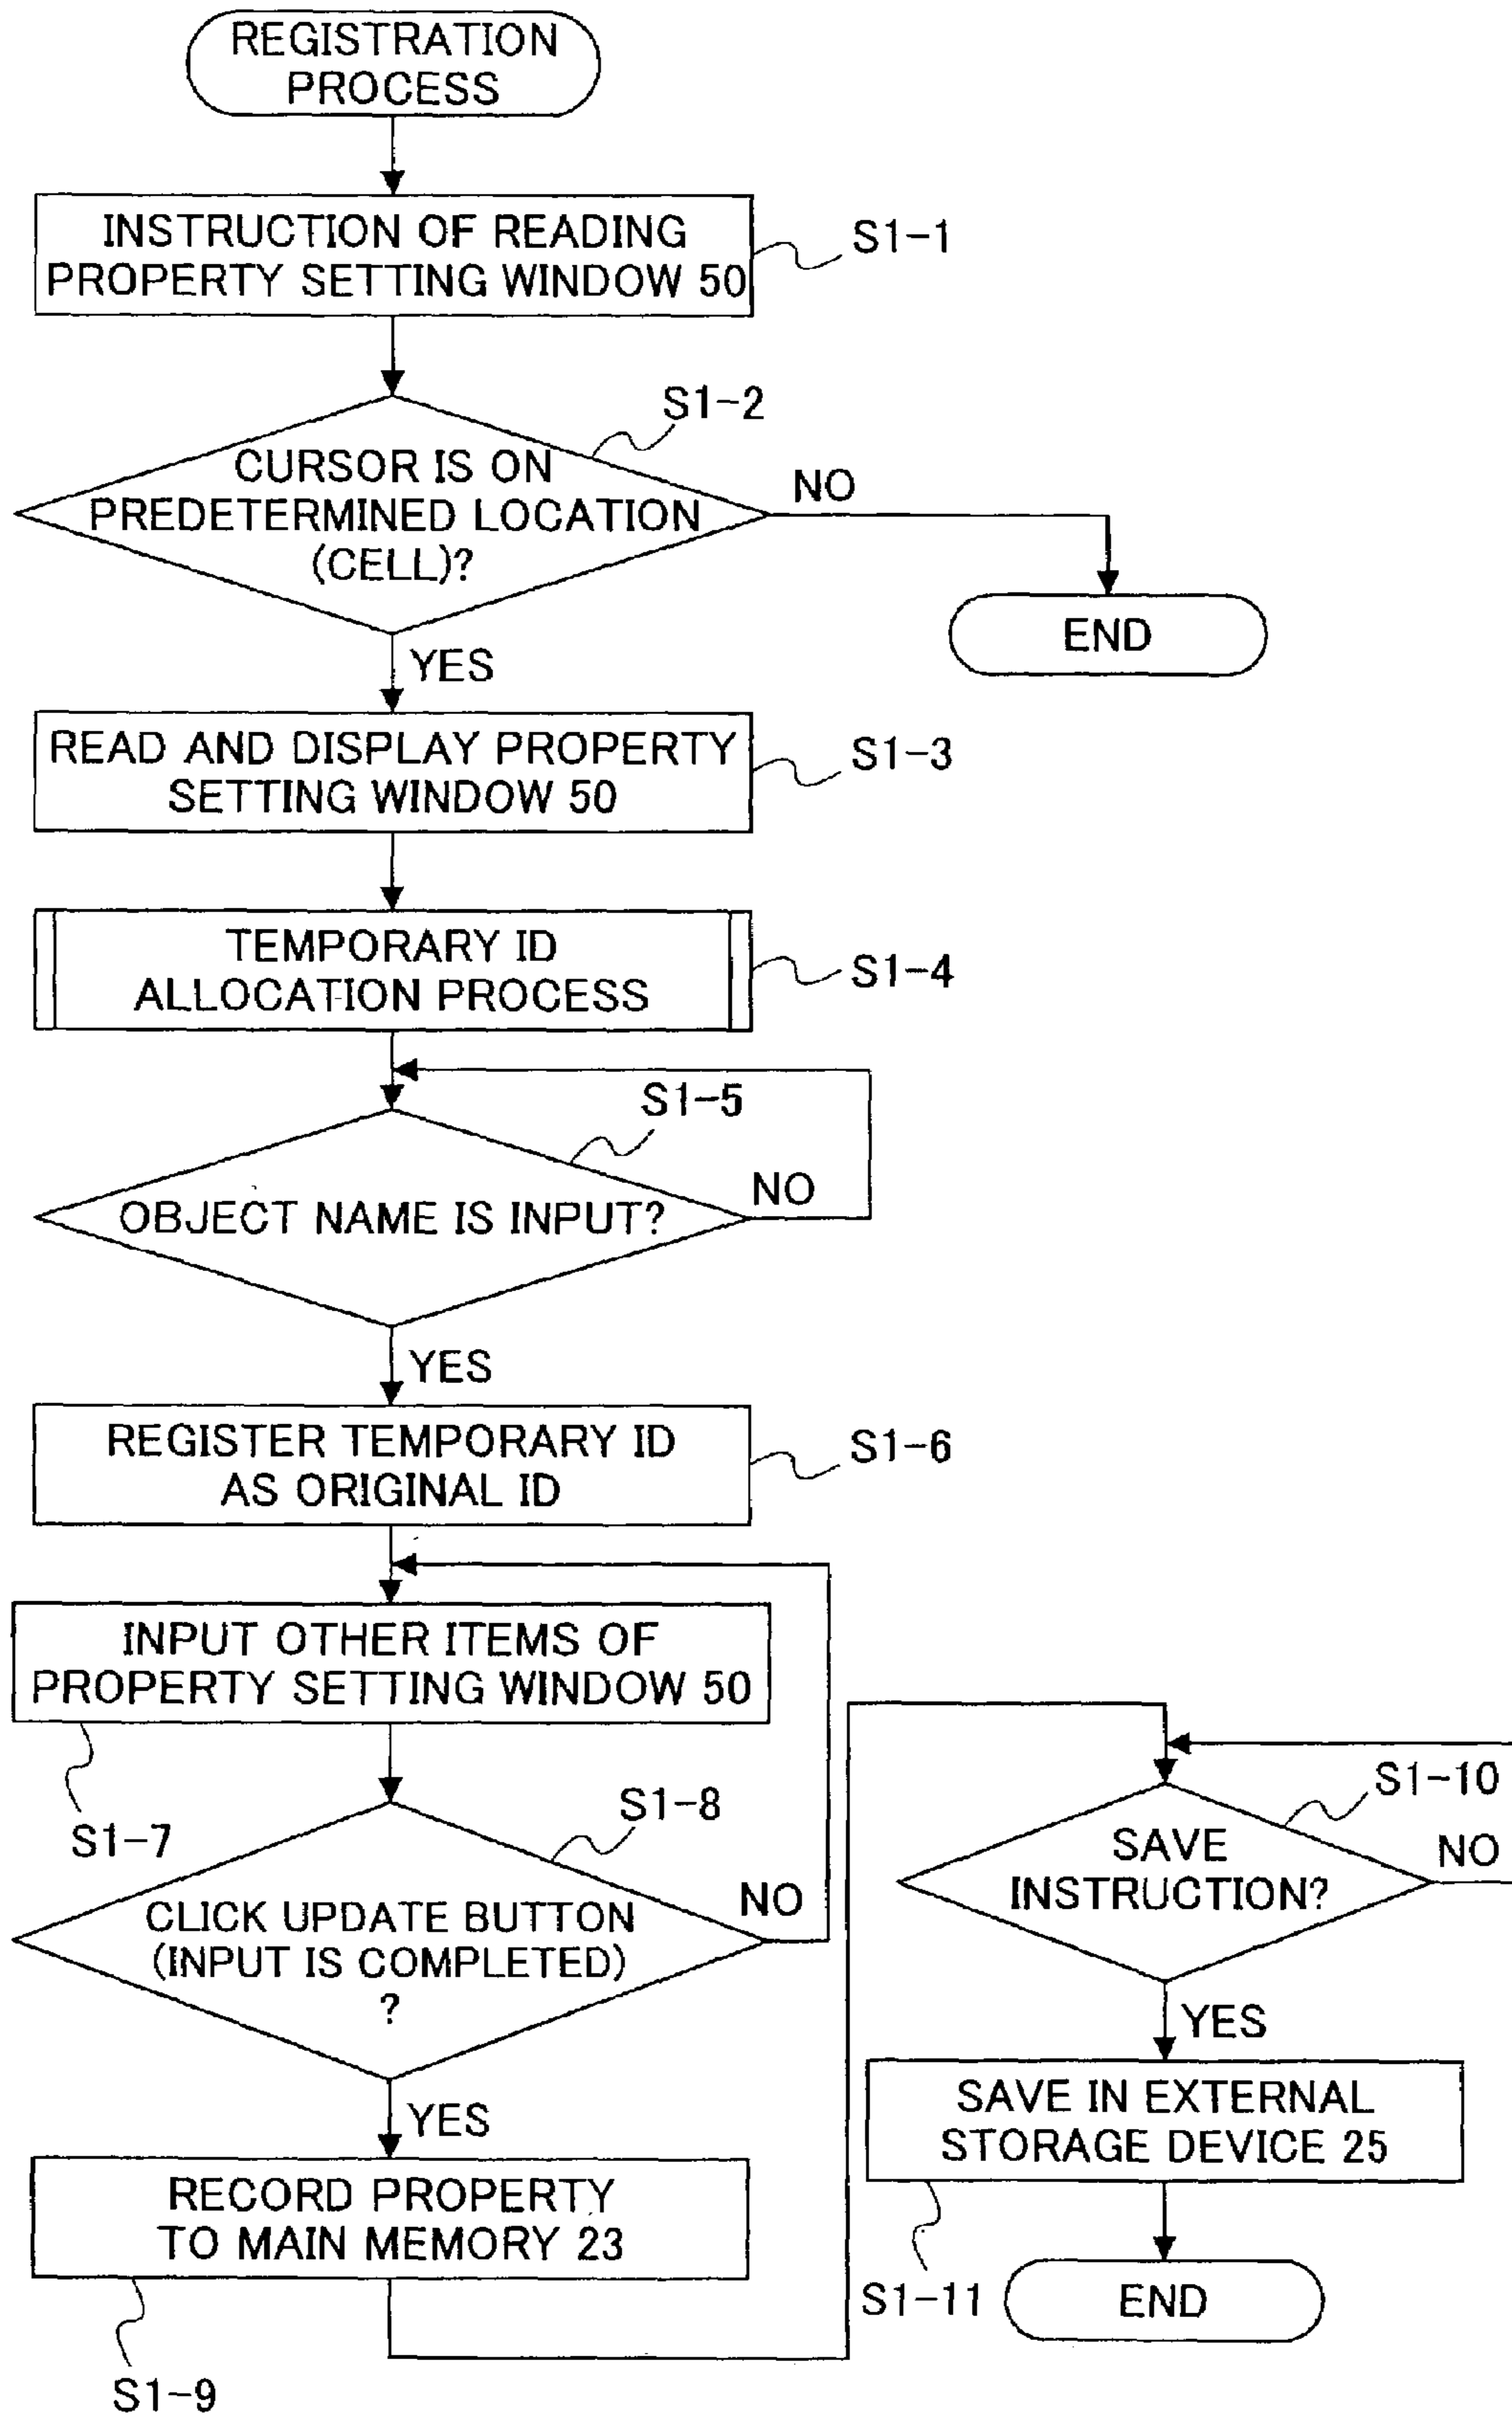 REGISTRATION
PROCESS
INSTRUCTION OF READING
PROPERTY SETTING WINDOW 50
S1-1
S1-2
CURSOR IS ON
PREDETERMINED LOCATION
(CELL)?
NO
END
YES
READ AND DISPLAY PROPERTY
SETTING WINDOW 50
S1-3
TEMPORARY ID
ALLOCATION PROCESS
S1-4
S1-5
OBJECT NAME IS INPUT?
NO
YES
REGISTER TEMPORARY ID
AS ORIGINAL ID
S1-6
INPUT OTHER ITEMS OF
PROPERTY SETTING WINDOW 50
S1-7
S1-8
CLICK UPDATE BUTTON
(INPUT IS COMPLETED)
?
NO
YES
RECORD PROPERTY
TO MAIN MEMORY 23
S1-9
S1-10
SAVE
INSTRUCTION?
NO
YES
SAVE IN EXTERNAL
STORAGE DEVICE 25
S1-11
END